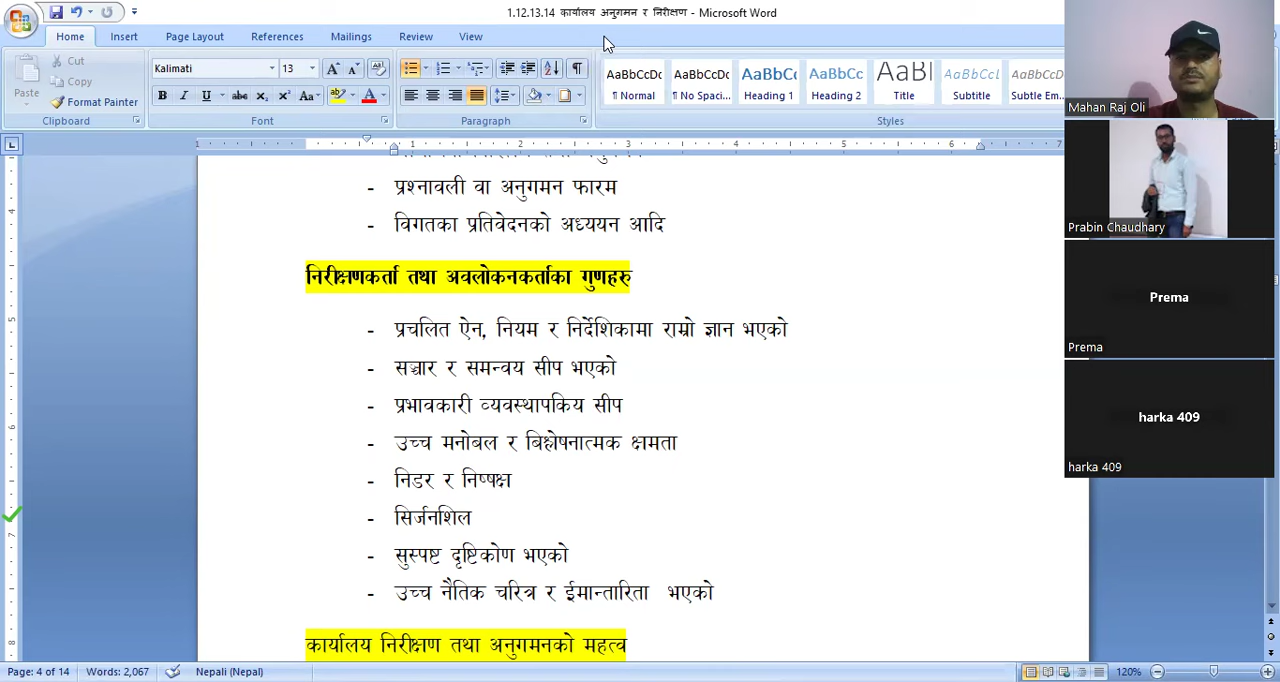 1.12.13.14 कार्यालय अनुगमन र निरीक्षण - Microsoft Word
Home Insert Page Layout References Mailings Review View
Paste
Cut
Copy
Format Painter
Clipboard
Kalimati 13
Font
Paragraph
AaBbCcDc AaBbCcDc AaBbCc AaBbCc AaBl AaBbCcL AaBbCcDc
¶ Normal ¶ No Spaci... Heading 1 Heading 2 Title Subtitle Subtle Em...
Styles
- प्रश्नावली वा अनुगमन फारम
- विगतका प्रतिवेदनको अध्ययन आदि
निरीक्षणकर्ता तथा अवलोकनकर्ताका गुणहरु
- प्रचलित ऐन, नियम र निर्देशिकामा राम्रो ज्ञान भएको
- सञ्चार र समन्वय सीप भएको
- प्रभावकारी व्यवस्थापकिय सीप
- उच्च मनोबल र बिश्लेषनात्मक क्षमता
- निडर र निष्पक्ष
- सिर्जनशिल
- सुस्पष्ट दृष्टिकोण भएको
- उच्च नैतिक चरित्र र ईमान्तारिता भएको
कार्यालय निरीक्षण तथा अनुगमनको महत्व
Page: 4 of 14 Words: 2,067 Nepali (Nepal) 120%
Mahan Raj Oli
Prabin Chaudhary
Prema
Prema
harka 409
harka 409